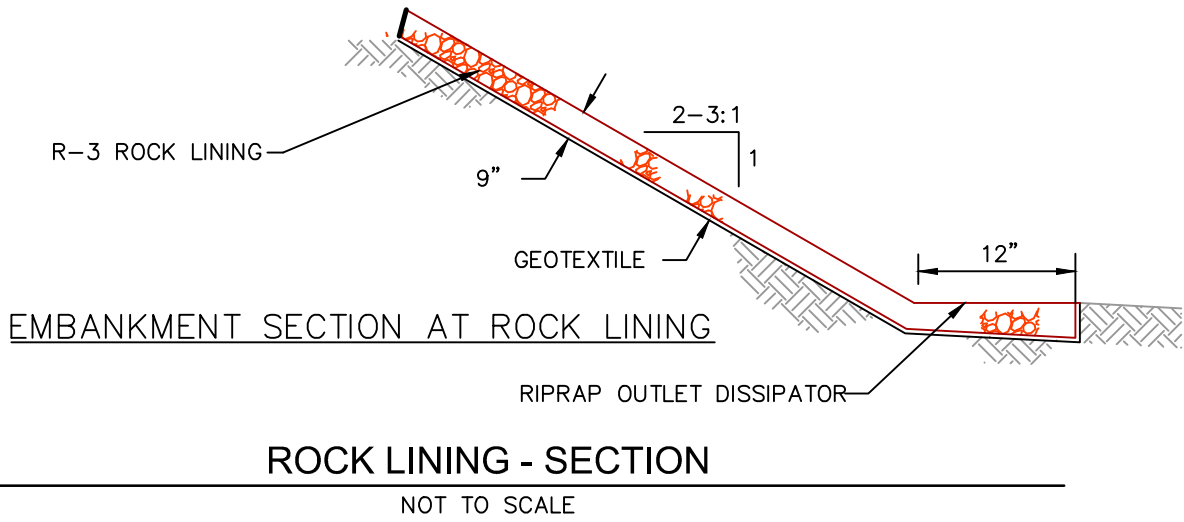 2-3:1
1
R-3 ROCK LINING
9"
GEOTEXTILE
12"
EMBANKMENT SECTION AT ROCK LINING
RIPRAP OUTLET DISSIPATOR
ROCK LINING - SECTION
NOT TO SCALE